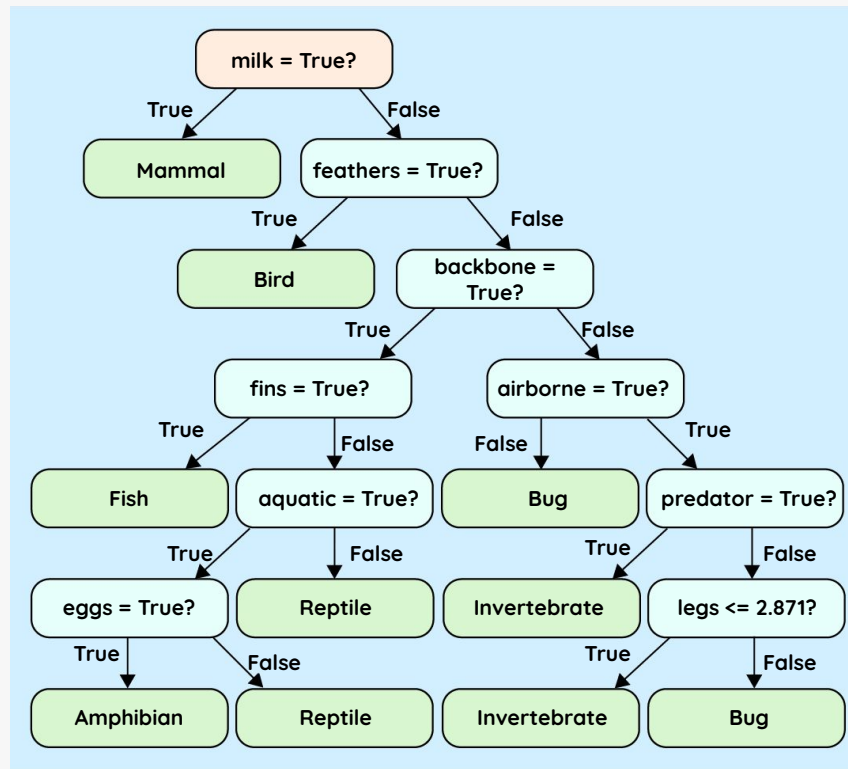 milk = True?
True
False
Mammal
feathers = True?
True
False
Bird
backbone =
True?
True
False
fins = True?
airborne = True?
True
False
False
True
Fish
aquatic = True?
Bug
predator = True?
True
False
True
False
eggs = True?
Reptile
Invertebrate
legs <= 2.871?
True
False
True
False
Amphibian
Reptile
Invertebrate
Bug